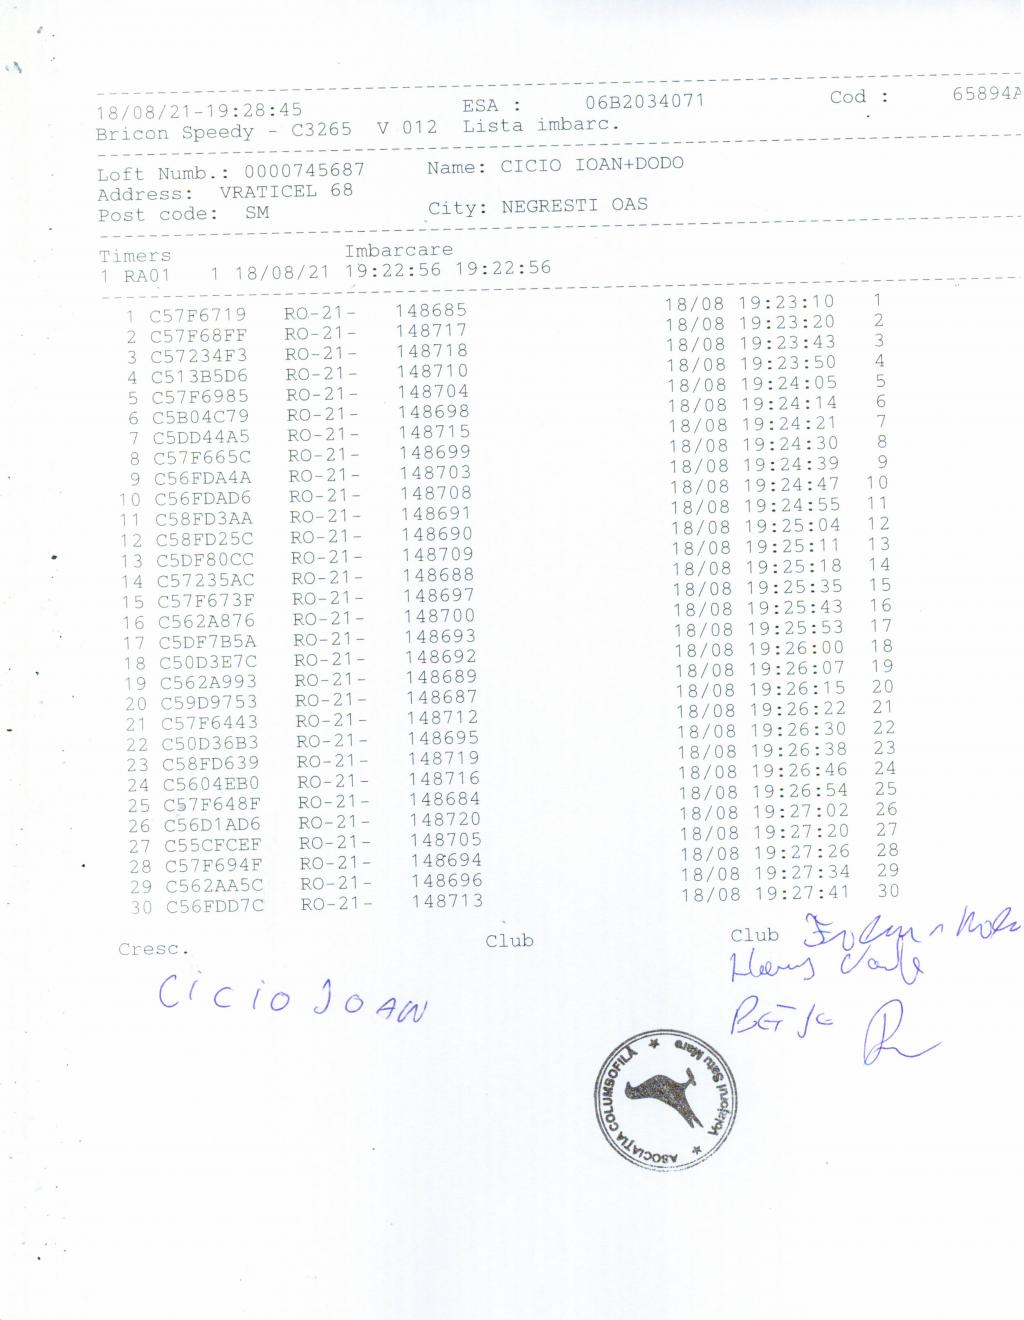 18/08/21-19:28:45 ESA : 06B2034071 Cod : 65894A
Bricon Speedy - C3265 V 012 Lista imbarc.
Loft Numb.: 0000745687 Name: CICIO IOAN+DODO
Address: VRATICEL 68
Post code: SM City: NEGRESTI OAS
Timers Imbarcare
1 RA01 1 18/08/21 19:22:56 19:22:56
1 C57F6719 RO-21- 148685 18/08 19:23:10 1
2 C57F68FF RO-21- 148717 18/08 19:23:20 2
3 C57234F3 RO-21- 148718 18/08 19:23:43 3
4 C513B5D6 RO-21- 148710 18/08 19:23:50 4
5 C57F6985 RO-21- 148704 18/08 19:24:05 5
6 C5B04C79 RO-21- 148698 18/08 19:24:14 6
7 C5DD44A5 RO-21- 148715 18/08 19:24:21 7
8 C57F665C RO-21- 148699 18/08 19:24:30 8
9 C56FDA4A RO-21- 148703 18/08 19:24:39 9
10 C56FDAD6 RO-21- 148708 18/08 19:24:47 10
11 C58FD3AA RO-21- 148691 18/08 19:24:55 11
12 C58FD25C RO-21- 148690 18/08 19:25:04 12
13 C5DF80CC RO-21- 148709 18/08 19:25:11 13
14 C57235AC RO-21- 148688 18/08 19:25:18 14
15 C57F673F RO-21- 148697 18/08 19:25:35 15
16 C562A876 RO-21- 148700 18/08 19:25:43 16
17 C5DF7B5A RO-21- 148693 18/08 19:25:53 17
18 C50D3E7C RO-21- 148692 18/08 19:26:00 18
19 C562A993 RO-21- 148689 18/08 19:26:07 19
20 C59D9753 RO-21- 148687 18/08 19:26:15 20
21 C57F6443 RO-21- 148712 18/08 19:26:22 21
22 C50D36B3 RO-21- 148695 18/08 19:26:30 22
23 C58FD639 RO-21- 148719 18/08 19:26:38 23
24 C5604EB0 RO-21- 148716 18/08 19:26:46 24
25 C57F648F RO-21- 148684 18/08 19:26:54 25
26 C56D1AD6 RO-21- 148720 18/08 19:27:02 26
27 C55CFCEF RO-21- 148705 18/08 19:27:20 27
28 C57F694F RO-21- 148694 18/08 19:27:26 28
29 C562AA5C RO-21- 148696 18/08 19:27:34 29
30 C56FDD7C RO-21- 148713 18/08 19:27:41 30
Cresc. Club Club
CICIO IOAN
ASOCIAȚIA COLUMBOFILĂ
Volajorul Satu Mare